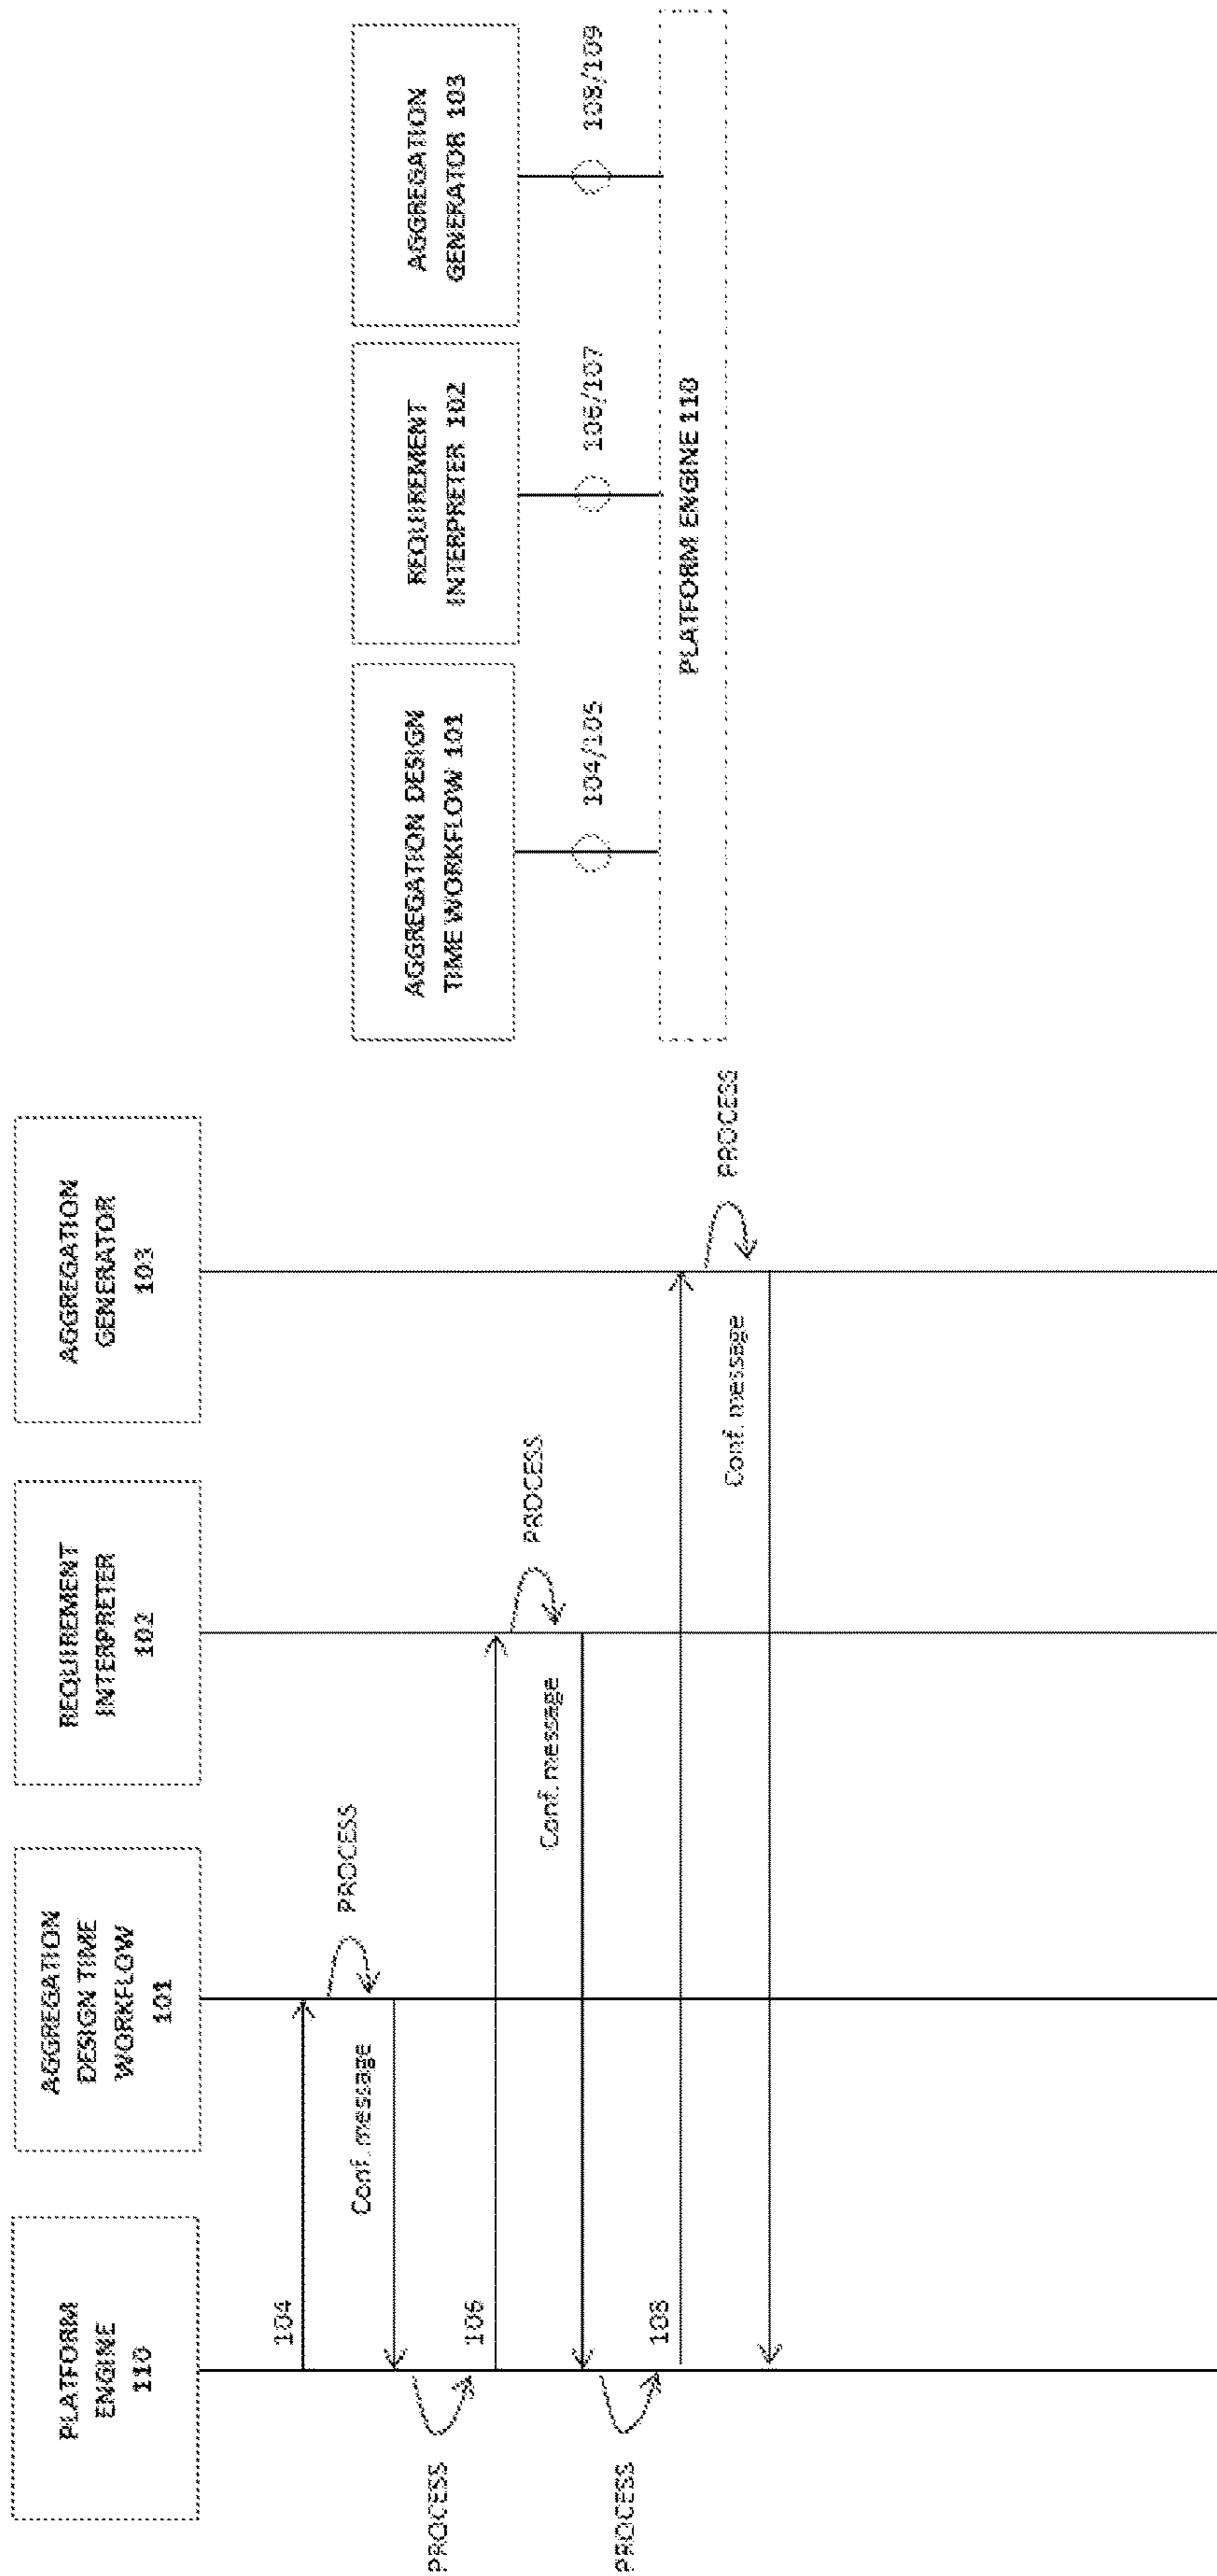 PLATFORM
ENGINE
110
AGGREGATION
DESIGN TIME
WORKFLOW
101
REQUIREMENT
INTERPRETER
102
AGGREGATION
GENERATOR
103
104
PROCESS
Conf. message
PROCESS
106
PROCESS
Conf. message
PROCESS
108
PROCESS
Conf. message
AGGREGATION DESIGN
TIME WORKFLOW 101
REQUIREMENT
INTERPRETER 102
AGGREGATION
GENERATOR 103
104/105
106/107
108/109
PLATFORM ENGINE 110